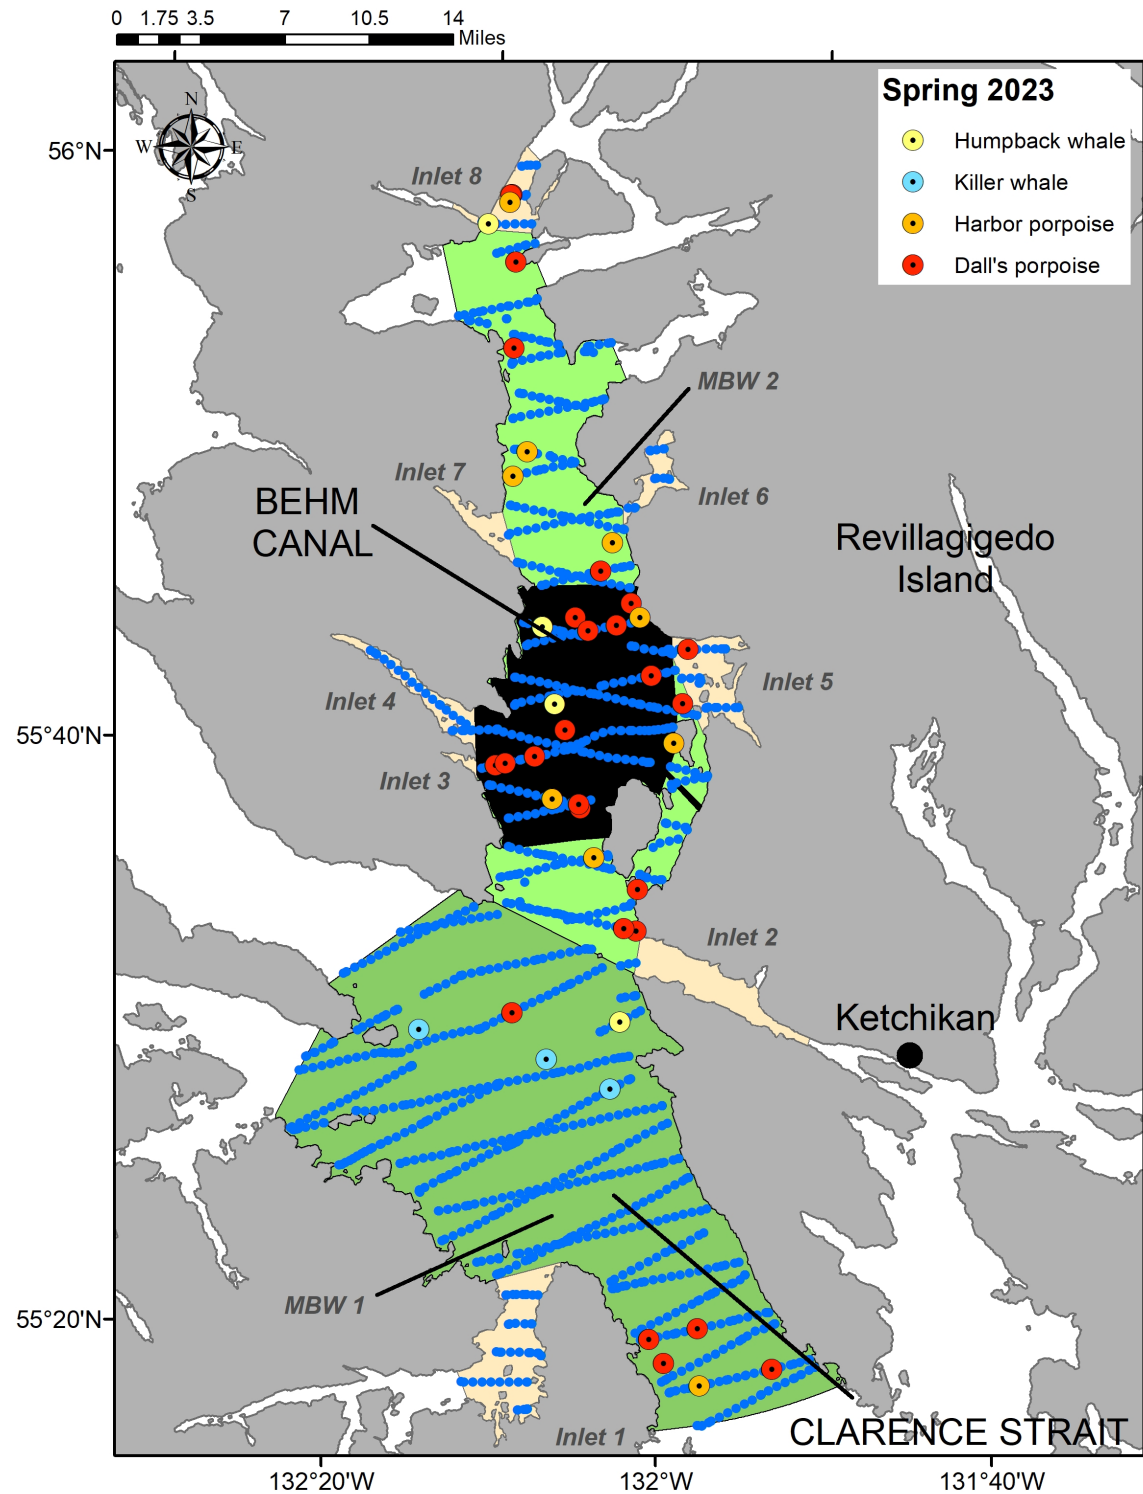 0 1.75 3.5 7 10.5 14
Miles
Spring 2023
Humpback whale
Killer whale
Harbor porpoise
Dall's porpoise
N
W E
S
56°N
Inlet 8
MBW 2
Inlet 7
Inlet 6
BEHM
CANAL
Revillagigedo
Island
Inlet 5
Inlet 4
55°40'N
Inlet 3
Inlet 2
Ketchikan
MBW 1
55°20'N
Inlet 1
CLARENCE STRAIT
132°20'W 132°W 131°40'W